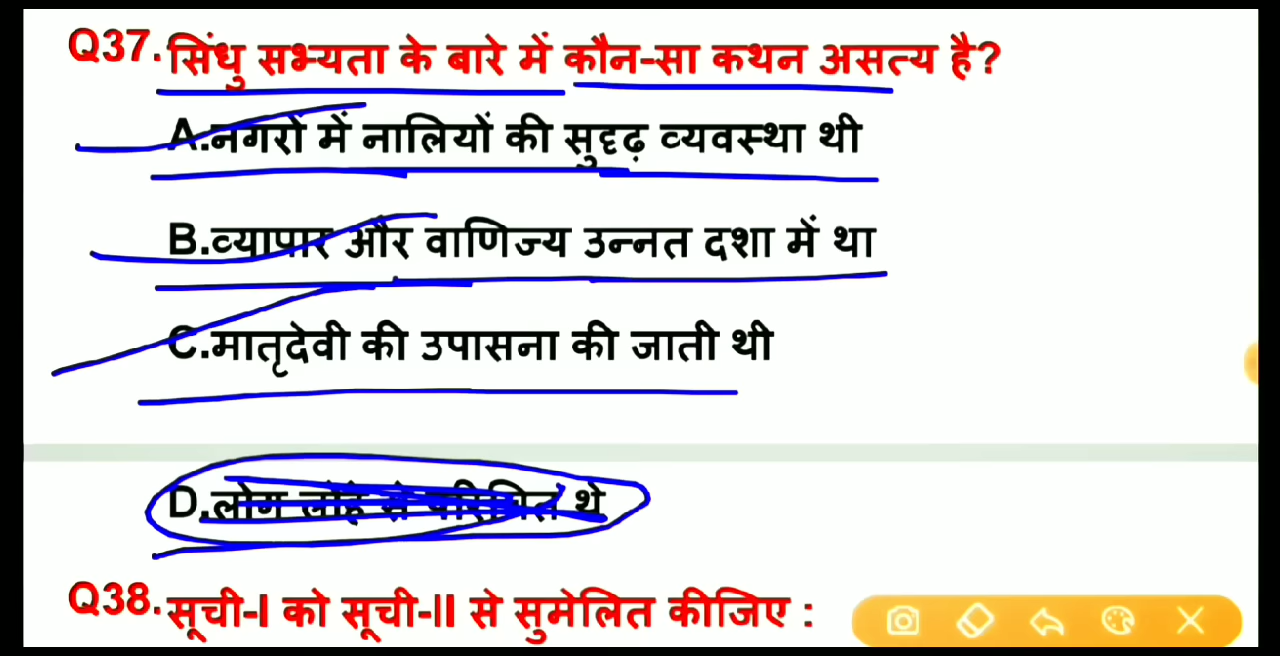 Q37. सिंधु सभ्यता के बारे में कौन-सा कथन असत्य है?
A.नगरों में नालियों की सुदृढ़ व्यवस्था थी
B.व्यापार और वाणिज्य उन्नत दशा में था
C.मातृदेवी की उपासना की जाती थी
D.लोग लोहे से परिचित थे
Q38. सूची-I को सूची-II से सुमेलित कीजिए :